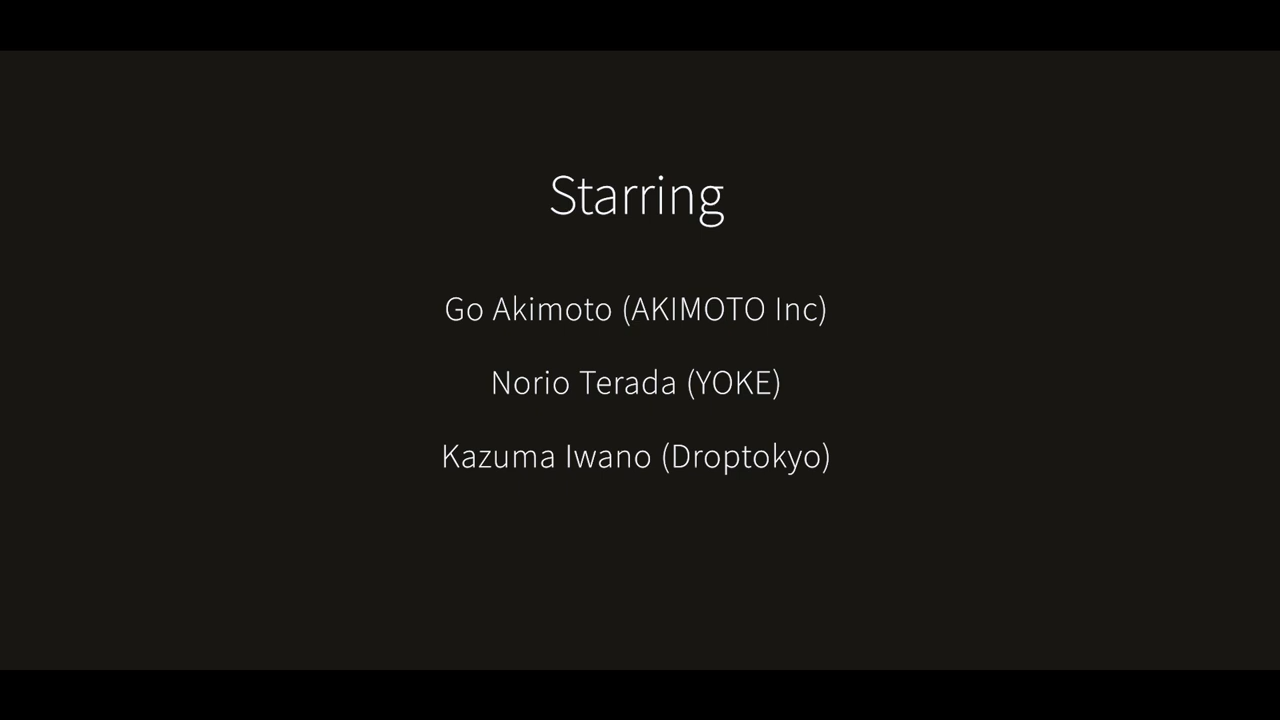 Starring
Go Akimoto (AKIMOTO Inc)
Norio Terada (YOKE)
Kazuma Iwano (Droptokyo)